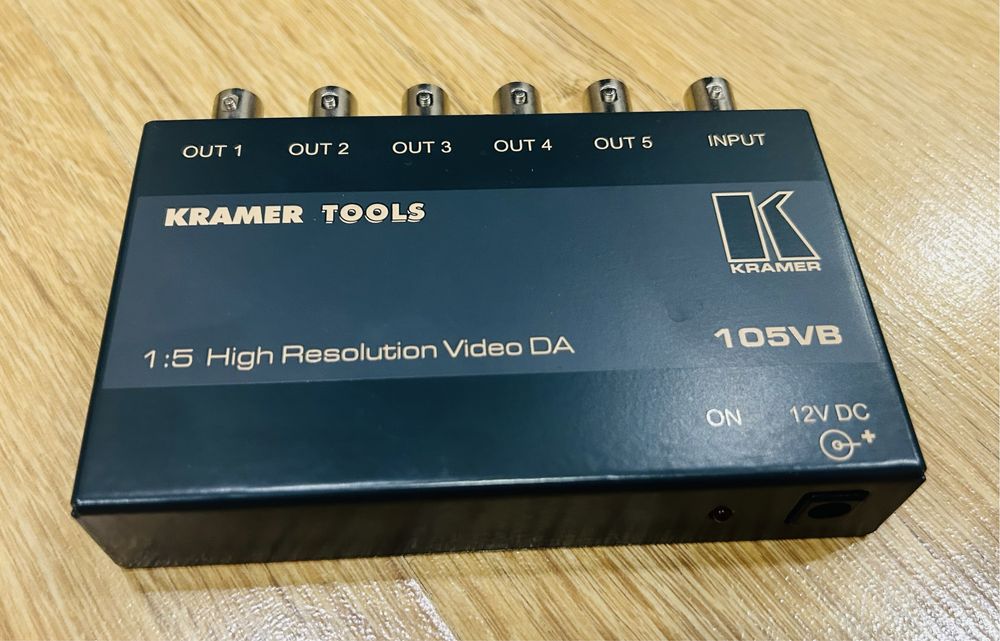 OUT 1 OUT 2 OUT 3 OUT 4 OUT 5 INPUT
KRAMER TOOLS
K
KRAMER
1:5 High Resolution Video DA
105VB
ON 12V DC
+